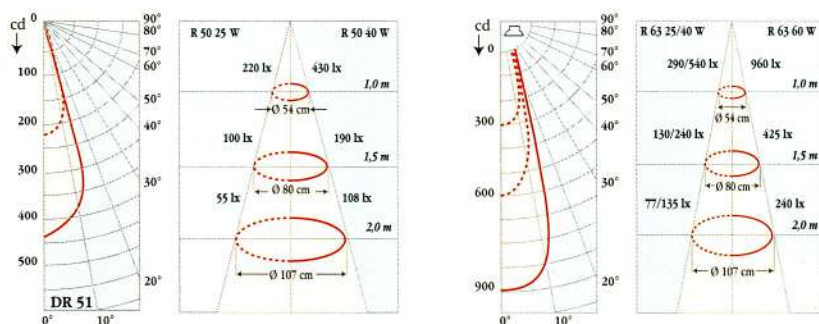 cd
0
100
200
300
400
500
DR 51
0°
10°
20°
30°
40°
50°
60°
70°
80°
90°
R 50 25 W
R 50 40 W
220 lx
430 lx
1,0 m
Ø 54 cm
100 lx
190 lx
1,5 m
Ø 80 cm
55 lx
108 lx
2,0 m
Ø 107 cm
cd
0
300
600
900
0°
10°
20°
30°
40°
50°
60°
70°
80°
90°
R 63 25/40 W
R 63 60 W
290/540 lx
960 lx
1,0 m
Ø 54 cm
130/240 lx
425 lx
1,5 m
Ø 80 cm
77/135 lx
240 lx
2,0 m
Ø 107 cm